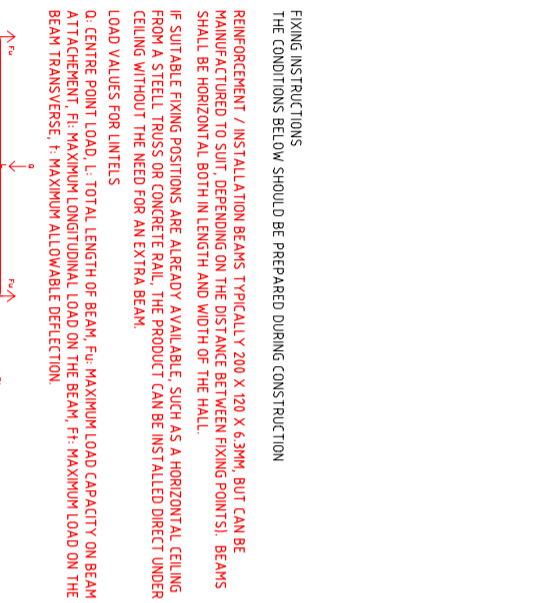 FIXING INSTRUCTIONS
THE CONDITIONS BELOW SHOULD BE PREPARED DURING CONSTRUCTION
REINFORCEMENT / INSTALLATION BEAMS TYPICALLY 200 X 120 X 6.3MM, BUT CAN BE
MAINUFACTURED TO SUIT, DEPENDING ON THE DISTANCE BETWEEN FIXING POINTS). BEAMS
SHALL BE HORIZONTAL BOTH IN LENGTH AND WIDTH OF THE HALL.
IF SUITABLE FIXING POSITIONS ARE ALREADY AVAILABLE, SUCH AS A HORIZONTAL CEILING
FROM A STEELL TRUSS OR CONCRETE RAIL, THE PRODUCT CAN BE INSTALLED DIRECT UNDER
CEILING WITHOUT THE NEED FOR AN EXTRA BEAM.
LOAD VALUES FOR LINTELS
Q: CENTRE POINT LOAD, L: TOTAL LENGTH OF BEAM, Fu: MAXIMUM LOAD CAPACITY ON BEAM
ATTACHEMENT, Fl: MAXIMUM LONGITUDINAL LOAD ON THE BEAM, Ft: MAXIMUM LOAD ON THE
BEAM TRANSVERSE, t: MAXIMUM ALLOWABLE DEFLECTION.
Q
Fu
Fu